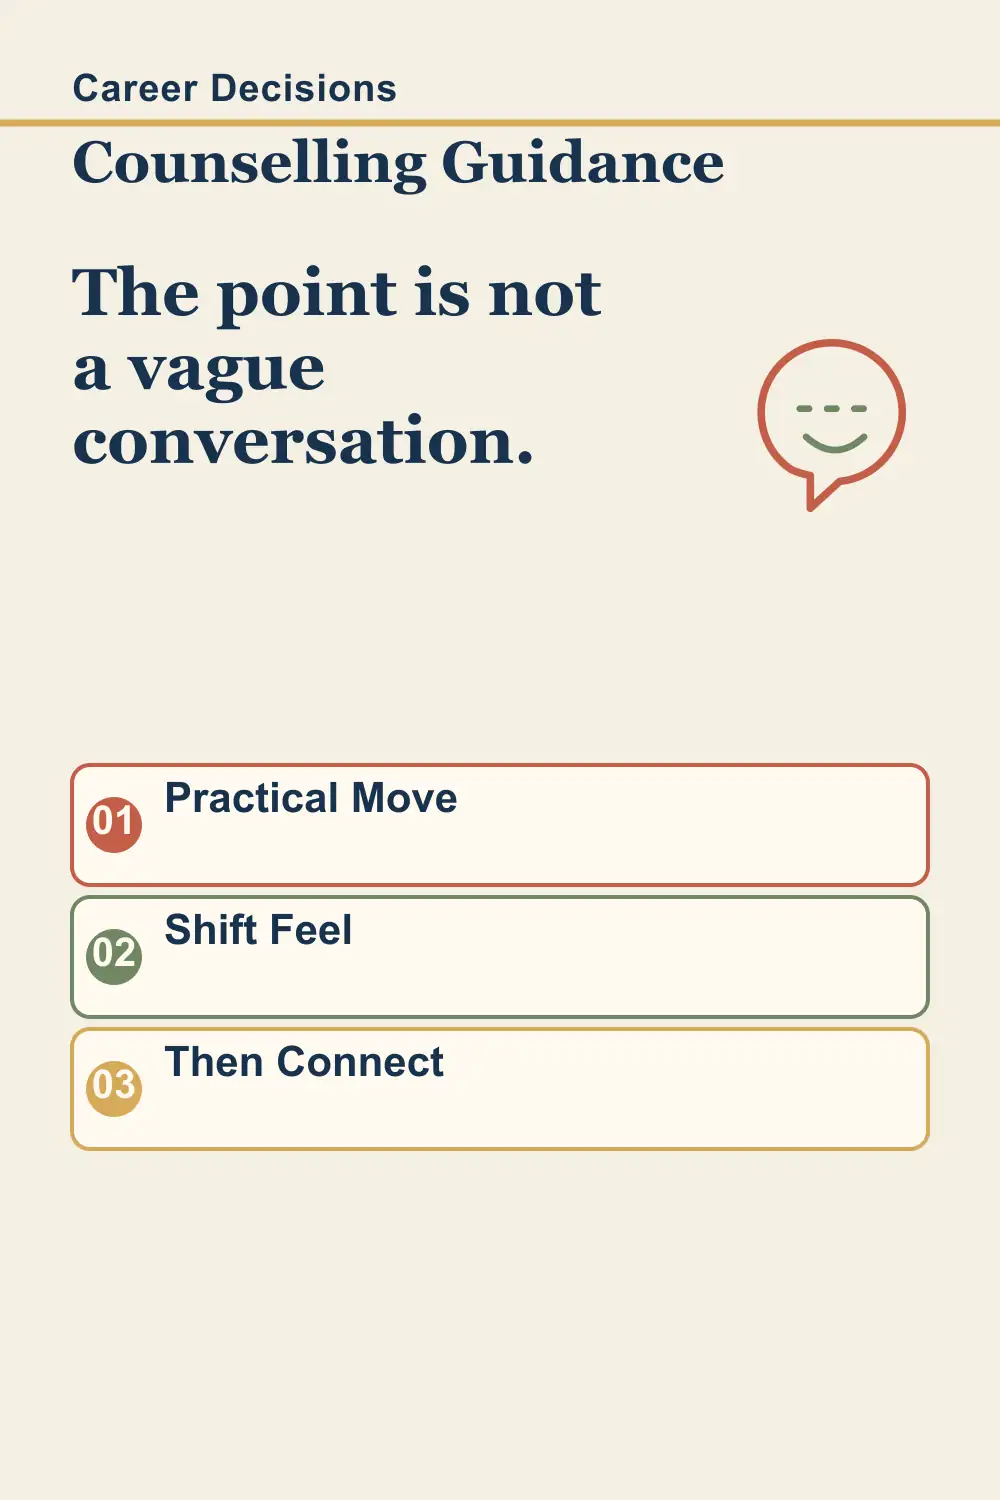 Career Decisions
Counselling Guidance
The point is not
a vague
conversation.
01 Practical Move
02 Shift Feel
03 Then Connect